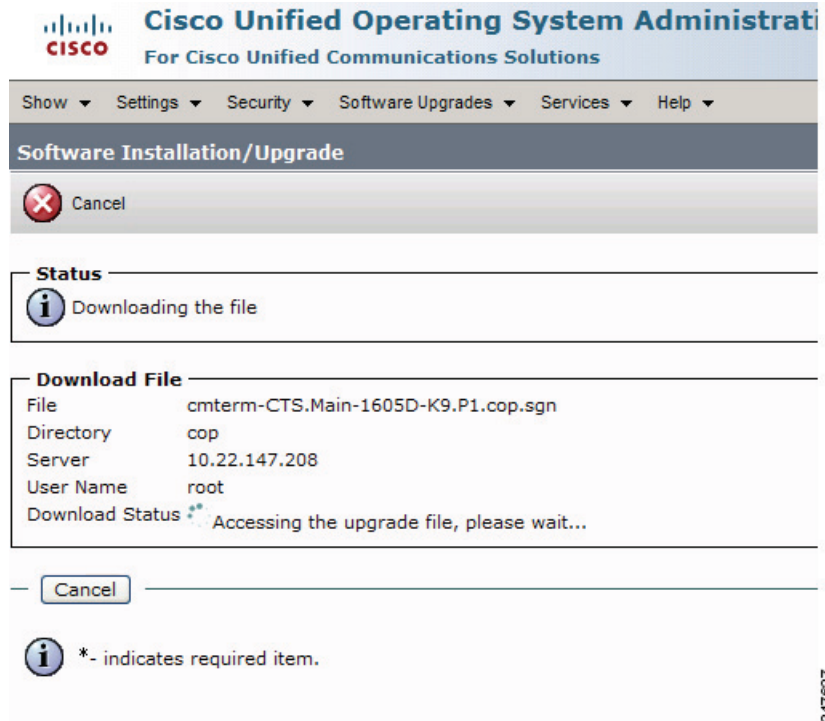 Cisco Unified Operating System Administrati
CISCO
For Cisco Unified Communications Solutions
Show Settings Security Software Upgrades Services Help
Software Installation/Upgrade
Cancel
Status
Downloading the file
Download File
File cmterm-CTS.Main-1605D-K9.P1.cop.sgn
Directory cop
Server 10.22.147.208
User Name root
Download Status Accessing the upgrade file, please wait...
Cancel
*- indicates required item.